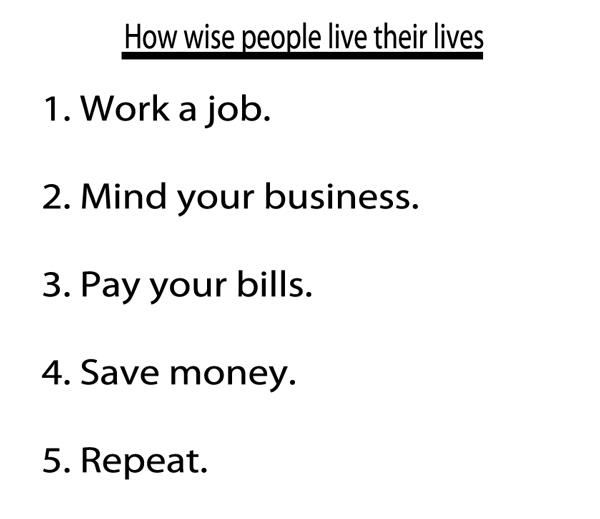 How wise people live their lives
1. Work a job.
2. Mind your business.
3. Pay your bills.
4. Save money.
5. Repeat.